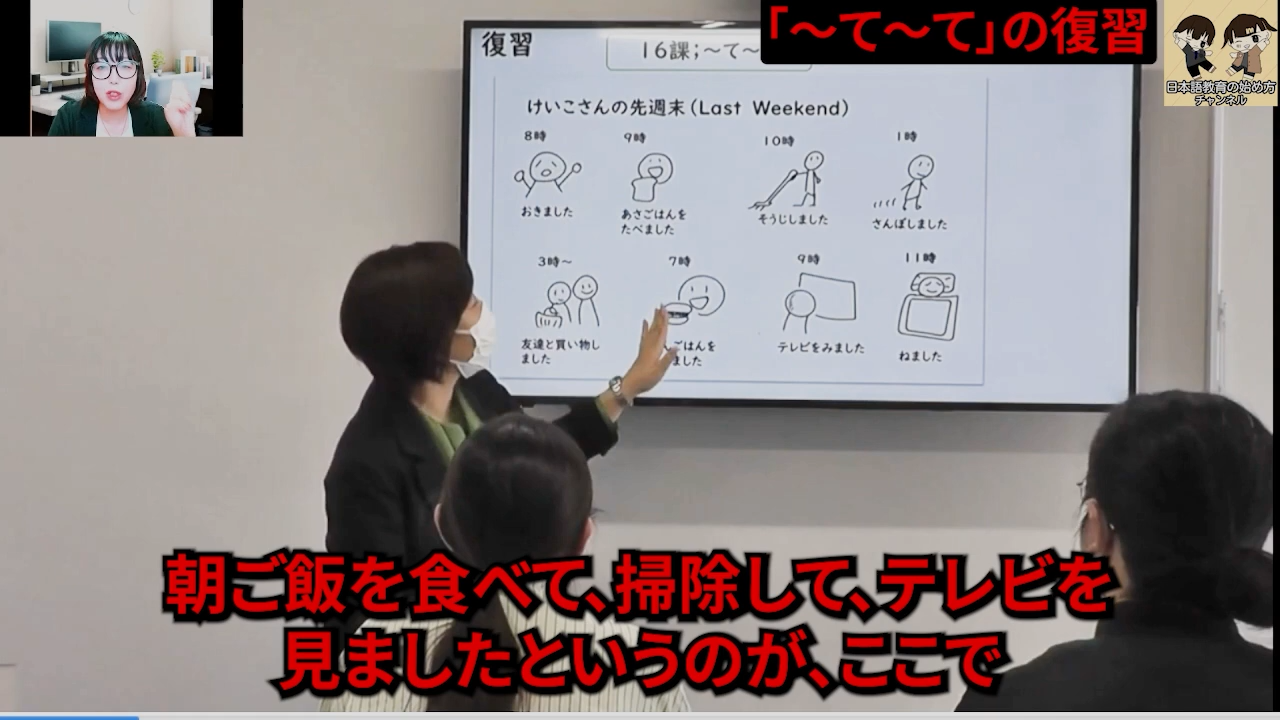 「〜て〜て」の復習
日本語教育の始め方
チャンネル
復習
16課;〜て〜
けいこさんの先週末(Last Weekend)
8時
9時
10時
1時
おきました
あさごはんを
たべました
そうじしました
さんぽしました
3時〜
7時
9時
11時
友達と買い物し
ました
ごはんを
ました
テレビをみました
ねました
朝ご飯を食べて、掃除して、テレビを
見ましたというのが、ここで